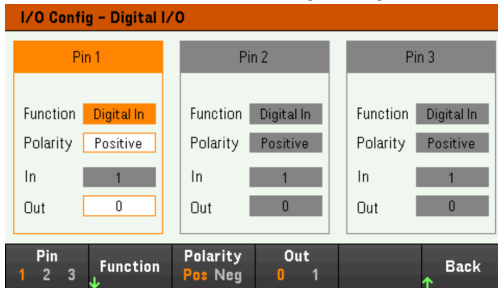 I/O Config - Digital I/O
Pin 1
Function Digital In
Polarity Positive
In 1
Out 0
Pin 2
Function Digital In
Polarity Positive
In 1
Out 0
Pin 3
Function Digital In
Polarity Positive
In 1
Out 0
Pin
1 2 3
Function
Polarity
Pos Neg
Out
0 1
Back